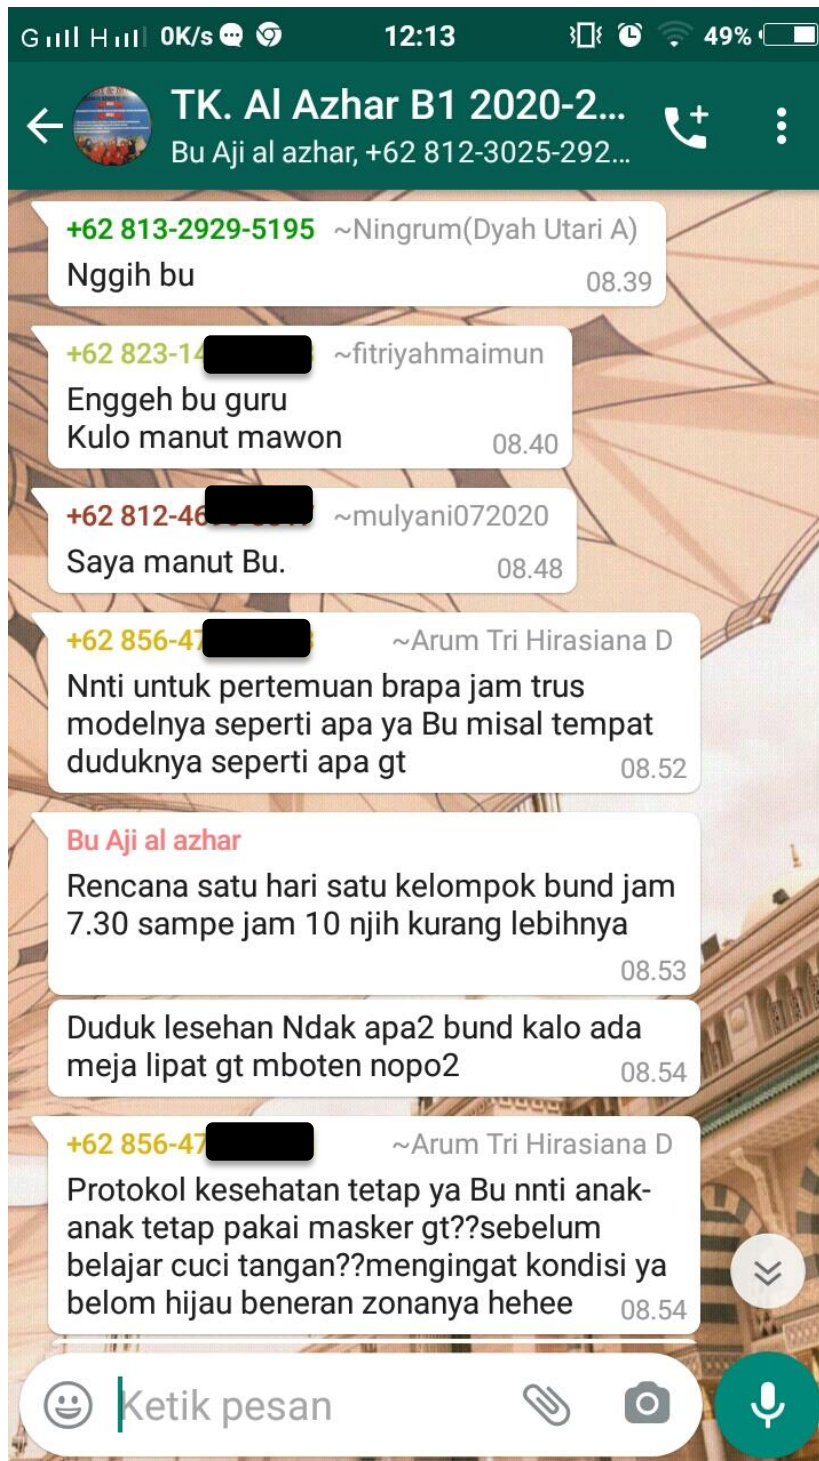 G H 0K/s 12:13 49%
TK. Al Azhar B1 2020-2...
Bu Aji al azhar, +62 812-3025-292...
+62 813-2929-5195 ~Ningrum(Dyah Utari A)
Nggih bu
08.39
+62 823-14 ~fitriyahmaimun
Enggeh bu guru
Kulo manut mawon
08.40
+62 812-46 ~mulyani072020
Saya manut Bu.
08.48
+62 856-47 ~Arum Tri Hirasiana D
Nnti untuk pertemuan brapa jam trus
modelnya seperti apa ya Bu misal tempat
duduknya seperti apa gt
08.52
Bu Aji al azhar
Rencana satu hari satu kelompok bund jam
7.30 sampe jam 10 njih kurang lebihnya
08.53
Duduk lesehan Ndak apa2 bund kalo ada
meja lipat gt mboten nopo2
08.54
+62 856-47 ~Arum Tri Hirasiana D
Protokol kesehatan tetap ya Bu nnti anak-
anak tetap pakai masker gt??sebelum
belajar cuci tangan??mengingat kondisi ya
belom hijau beneran zonanya hehee
08.54
Ketik pesan